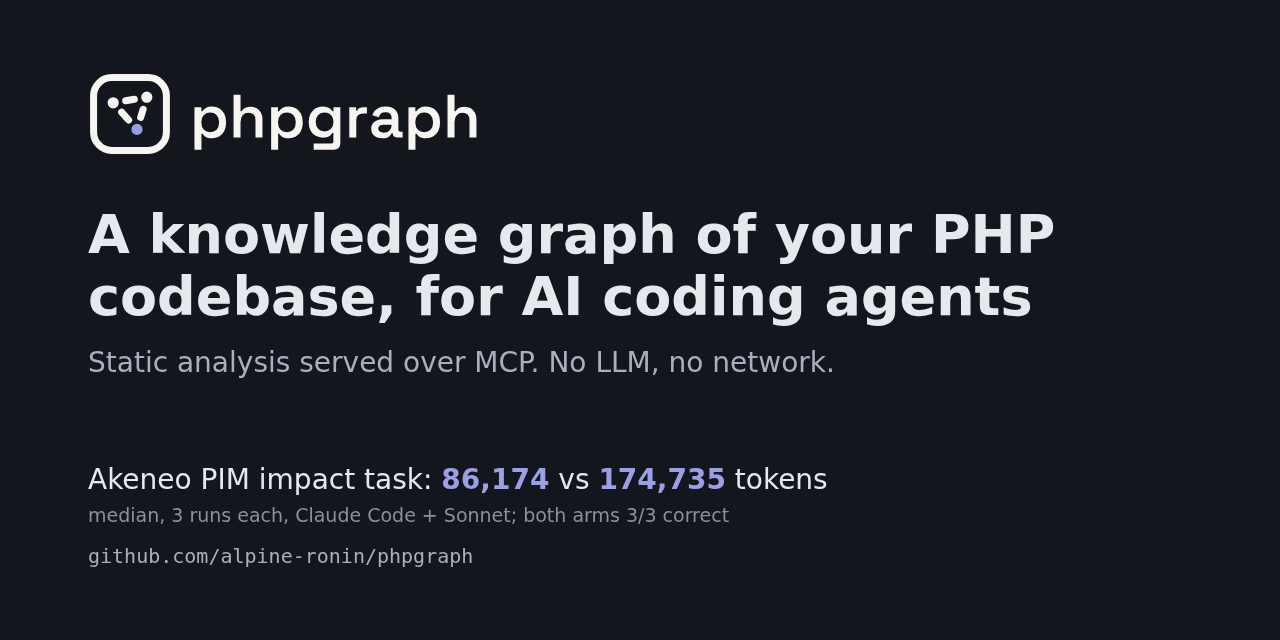 phpgraph
A knowledge graph of your PHP
codebase, for AI coding agents
Static analysis served over MCP. No LLM, no network.
Akeneo PIM impact task: 86,174 vs 174,735 tokens
median, 3 runs each, Claude Code + Sonnet; both arms 3/3 correct
github.com/alpine-ronin/phpgraph